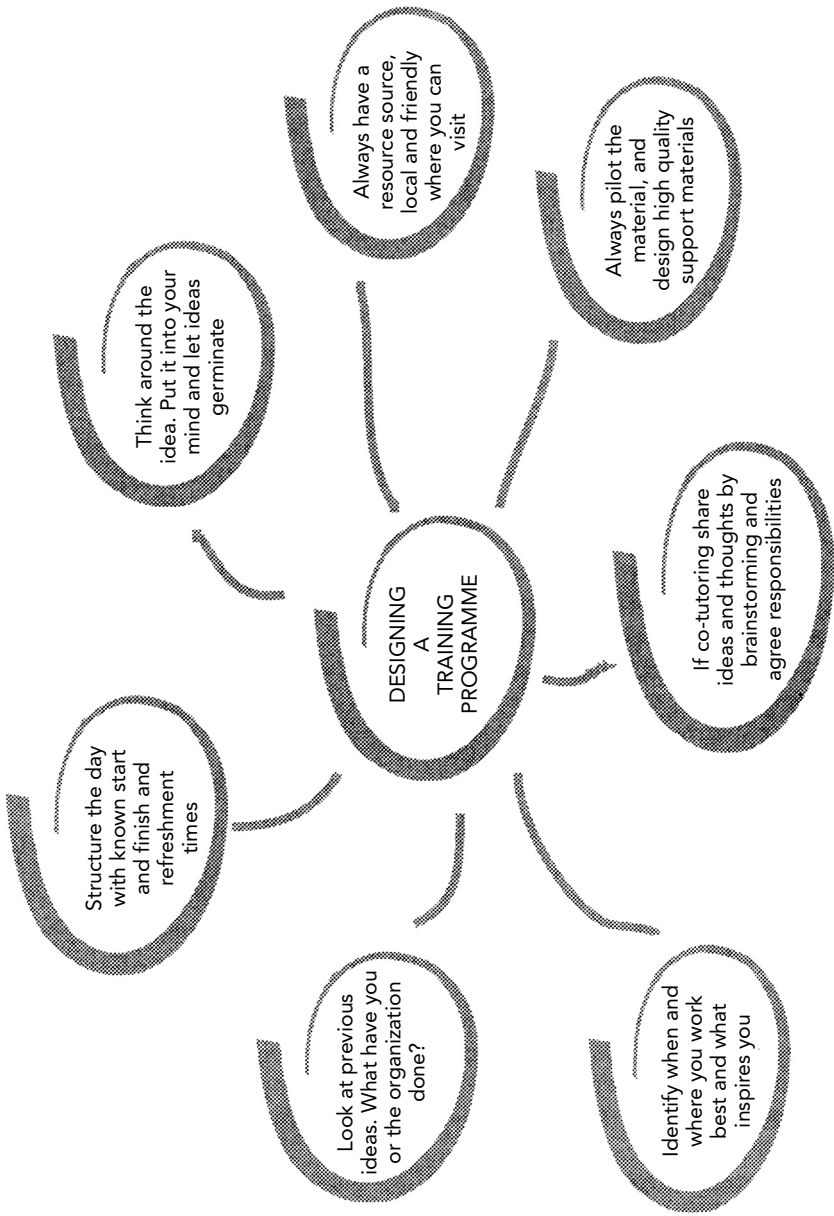 Structure the day
with known start
and finish and
refreshment
times
Think around the
idea. Put it into your
mind and let ideas
germinate
Look at previous
ideas. What have you
or the organization
done?
DESIGNING
A
TRAINING
PROGRAMME
Always have a
resource source,
local and friendly
where you can
visit
Identify when and
where you work
best and what
inspires you
If co-tutoring share
ideas and thoughts by
brainstorming and
agree responsibilities
Always pilot the
material, and
design high quality
support materials